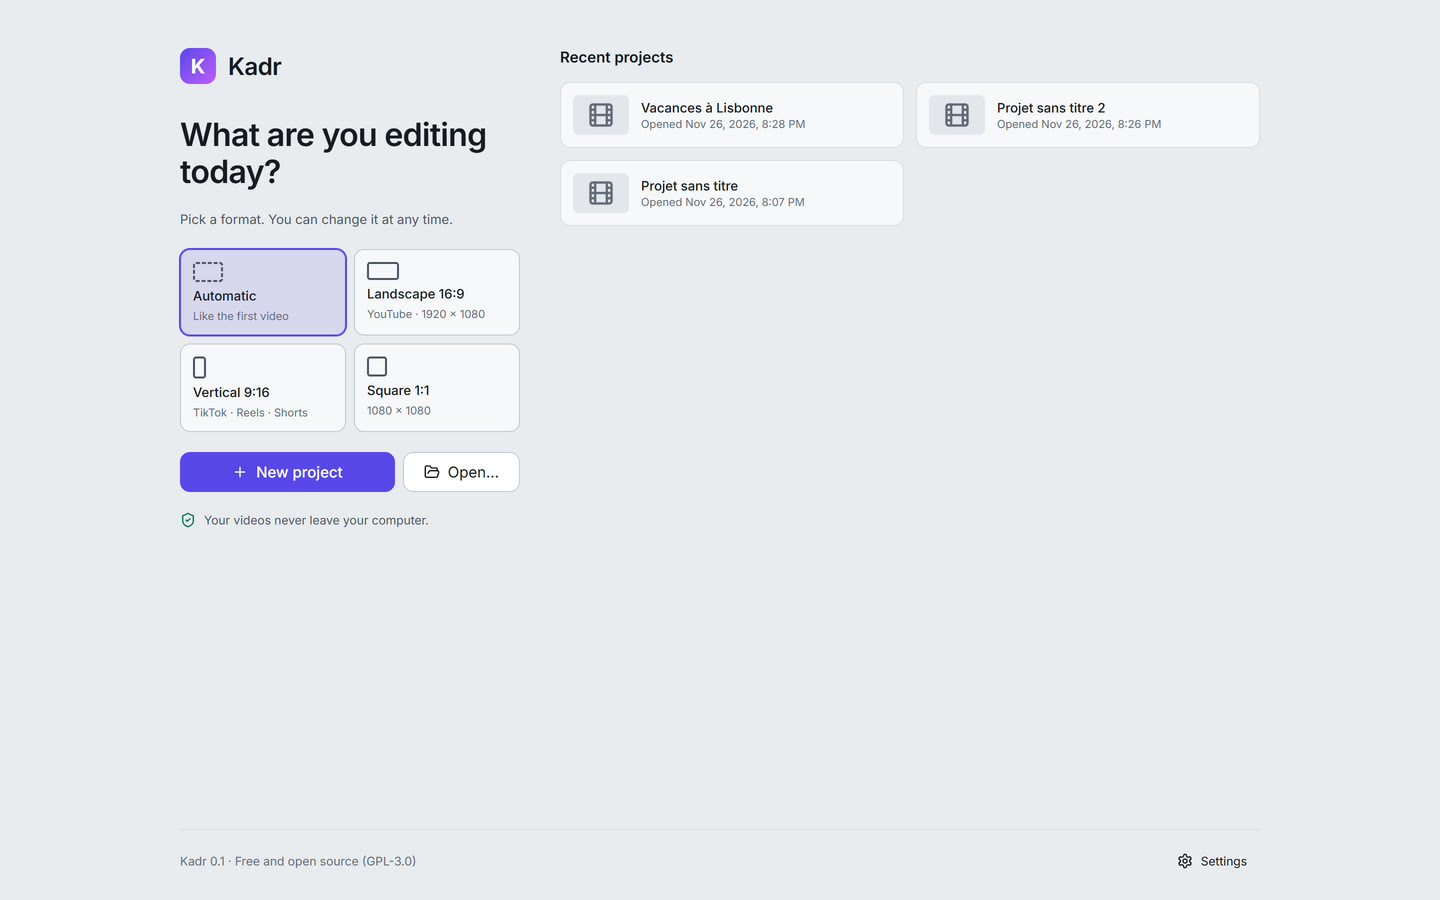 K Kadr
What are you editing
today?
Pick a format. You can change it at any time.
Automatic
Like the first video
Landscape 16:9
YouTube · 1920 × 1080
Vertical 9:16
TikTok · Reels · Shorts
Square 1:1
1080 × 1080
New project
Open...
Your videos never leave your computer.
Recent projects
Vacances à Lisbonne
Opened Nov 26, 2026, 8:28 PM
Projet sans titre 2
Opened Nov 26, 2026, 8:26 PM
Projet sans titre
Opened Nov 26, 2026, 8:07 PM
Kadr 0.1 · Free and open source (GPL-3.0)
Settings